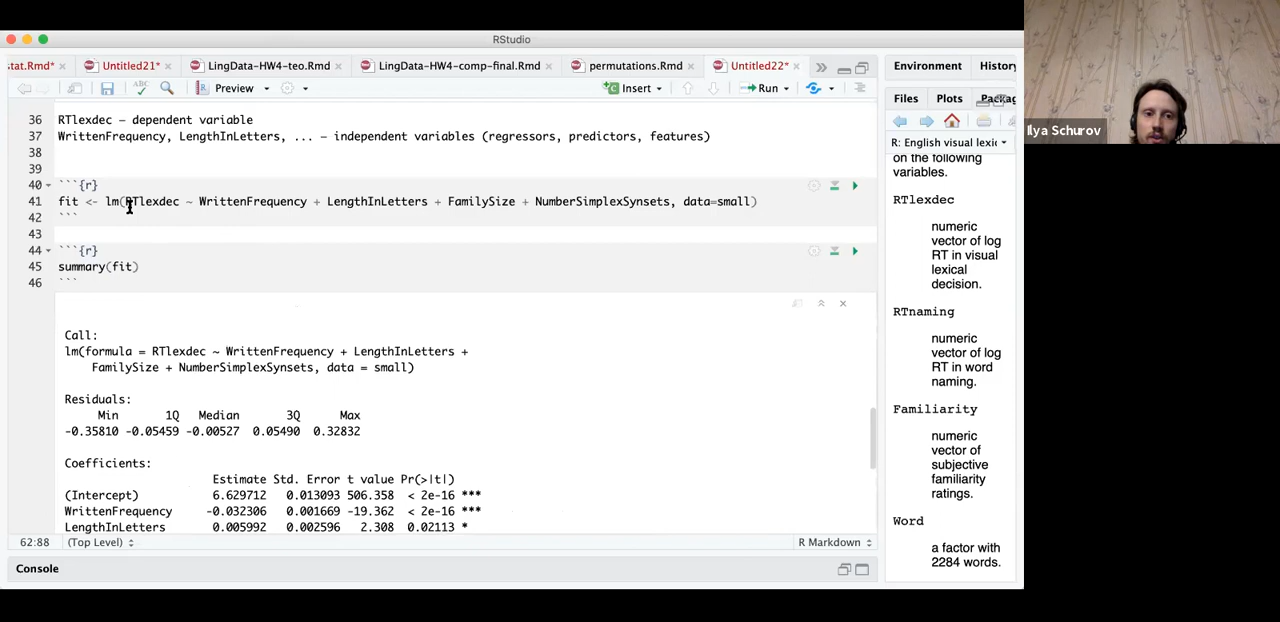 RStudio
stat.Rmd* × Untitled21* × LingData-HW4-teo.Rmd × LingData-HW4-comp-final.Rmd × permutations.Rmd × Untitled22* × »
Environment Histor
ABC Preview Insert Run
Files Plots Packag
36 RTlexdec — dependent variable
37 WrittenFrequency, LengthInLetters, ... — independent variables (regressors, predictors, features)
38
39
40 ```{r}
41 fit <- lm(RTlexdec ~ WrittenFrequency + LengthInLetters + FamilySize + NumberSimplexSynsets, data=small)
42 ```
43
44 ```{r}
45 summary(fit)
46 ```
Call:
lm(formula = RTlexdec ~ WrittenFrequency + LengthInLetters +
FamilySize + NumberSimplexSynsets, data = small)
Residuals:
Min 1Q Median 3Q Max
-0.35810 -0.05459 -0.00527 0.05490 0.32832
Coefficients:
Estimate Std. Error t value Pr(>|t|)
(Intercept) 6.629712 0.013093 506.358 < 2e-16 ***
WrittenFrequency -0.032306 0.001669 -19.362 < 2e-16 ***
LengthInLetters 0.005992 0.002596 2.308 0.02113 *
62:88 (Top Level) R Markdown
Console
R: English visual lexic
on the following
variables.
RTlexdec
numeric
vector of log
RT in visual
lexical
decision.
RTnaming
numeric
vector of log
RT in word
naming.
Familiarity
numeric
vector of
subjective
familiarity
ratings.
Word
a factor with
2284 words.
Ilya Schurov